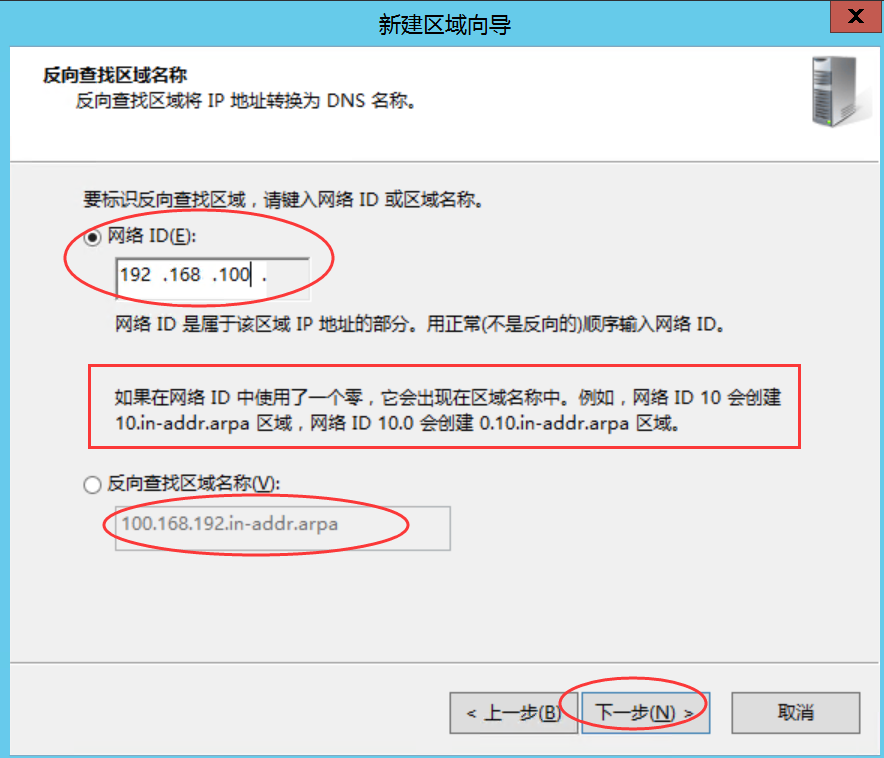 新建区域向导
X
反向查找区域名称
反向查找区域将 IP 地址转换为 DNS 名称。
要标识反向查找区域，请键入网络 ID 或区域名称。
网络 ID(E):
192 .168 .100 .
网络 ID 是属于该区域 IP 地址的部分。用正常(不是反向的)顺序输入网络 ID。
如果在网络 ID 中使用了一个零，它会出现在区域名称中。例如，网络 ID 10 会创建
10.in-addr.arpa 区域，网络 ID 10.0 会创建 0.10.in-addr.arpa 区域。
反向查找区域名称(V):
100.168.192.in-addr.arpa
< 上一步(B) 下一步(N) > 取消